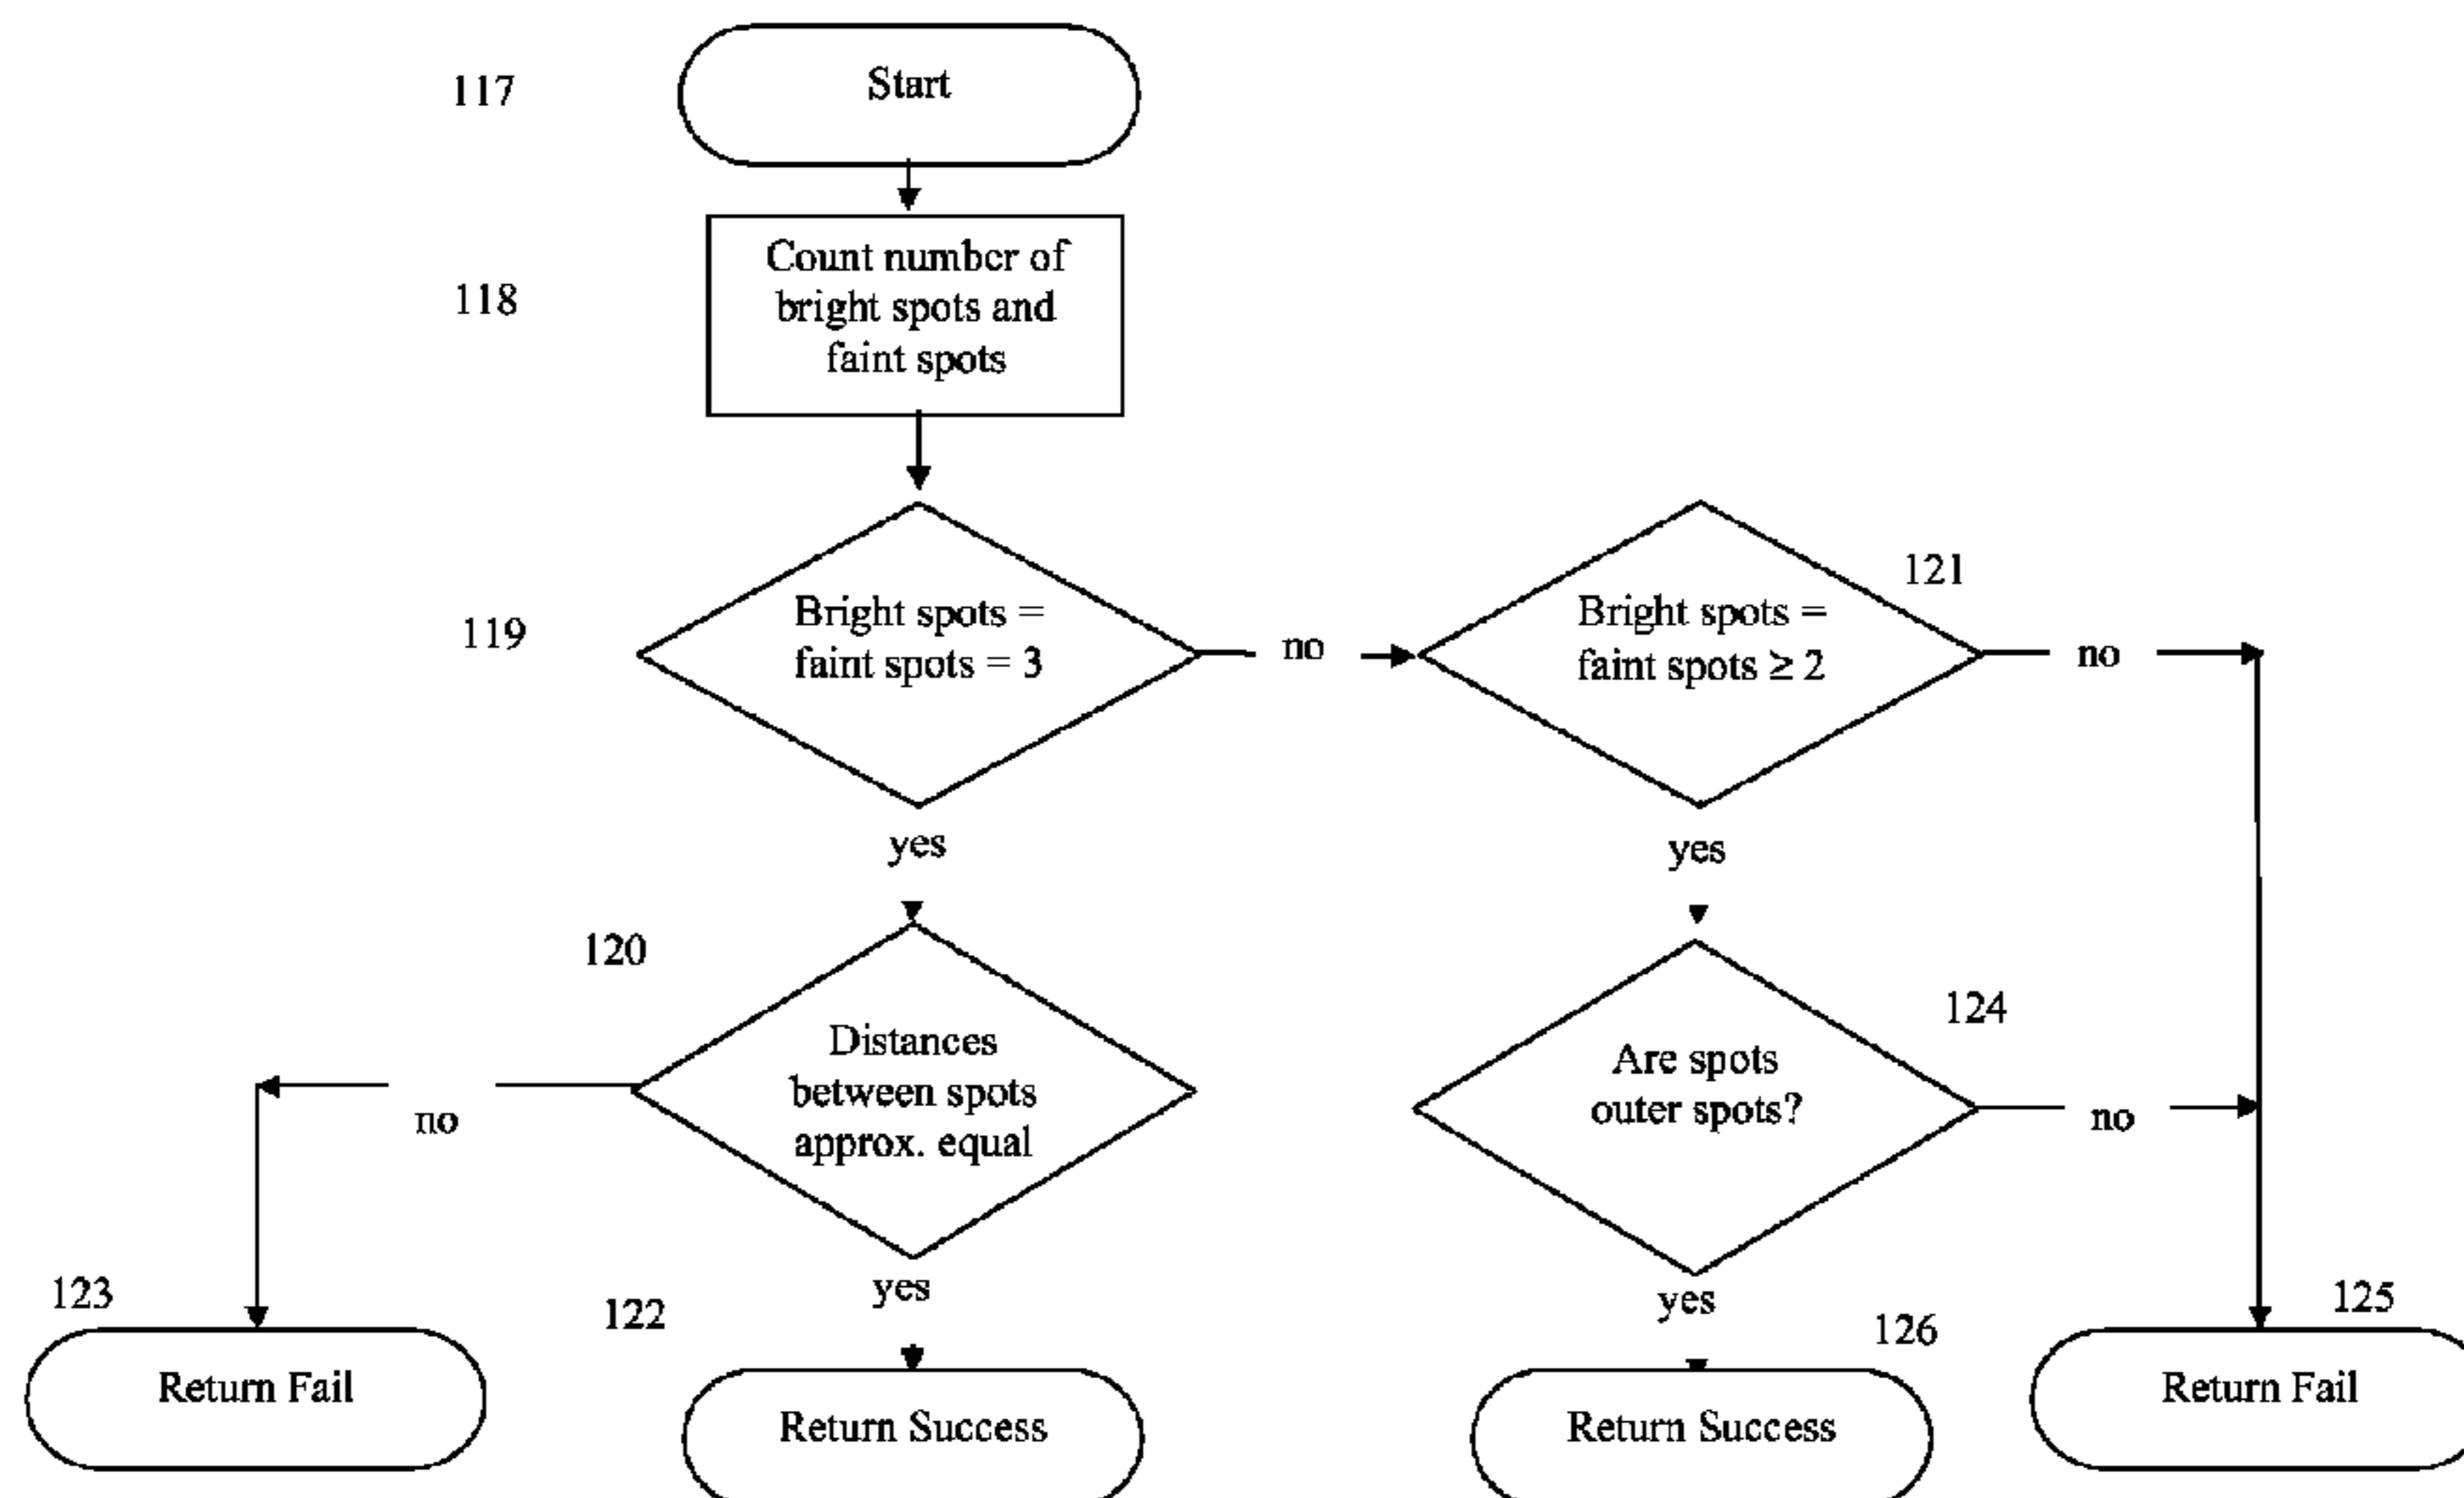 117
Start
118
Count number of
bright spots and
faint spots
119
Bright spots =
faint spots = 3
no
121
Bright spots =
faint spots ≥ 2
no
yes
yes
120
Distances
between spots
approx. equal
no
124
Are spots
outer spots?
no
yes
yes
123
Return Fail
122
Return Success
126
Return Success
125
Return Fail